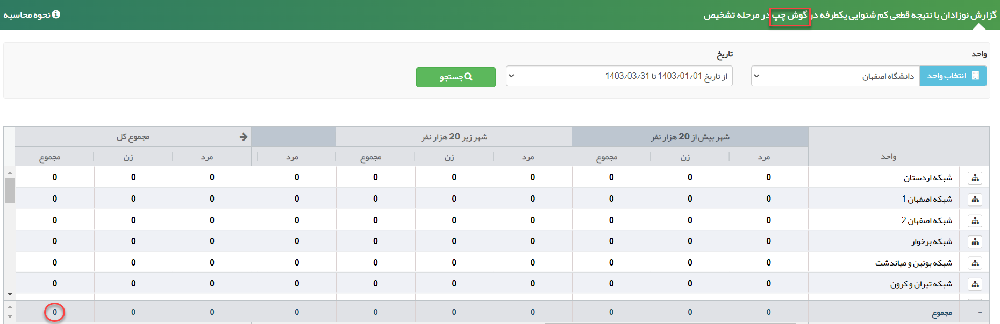 گزارش نوزادان با نتیجه قطعی کم شنوایی یکطرفه در گوش چپ در مرحله تشخیص نحوه محاسبه
واحد تاریخ
انتخاب واحد دانشگاه اصفهان از تاریخ 1403/01/01 تا 1403/03/31 جستجو
شهر بیش از 20 هزار نفر شهر زیر 20 هزار نفر مجموع کل
واحد مرد زن مجموع مرد زن مجموع مرد مرد زن مجموع
شبکه اردستان 0 0 0 0 0 0 0 0 0 0
شبکه اصفهان 1 0 0 0 0 0 0 0 0 0 0
شبکه اصفهان 2 0 0 0 0 0 0 0 0 0 0
شبکه برخوار 0 0 0 0 0 0 0 0 0 0
شبکه بوئین و میاندشت 0 0 0 0 0 0 0 0 0 0
شبکه تیران و کرون 0 0 0 0 0 0 0 0 0 0
- مجموع 0 0 0 0 0 0 0 0 0 0